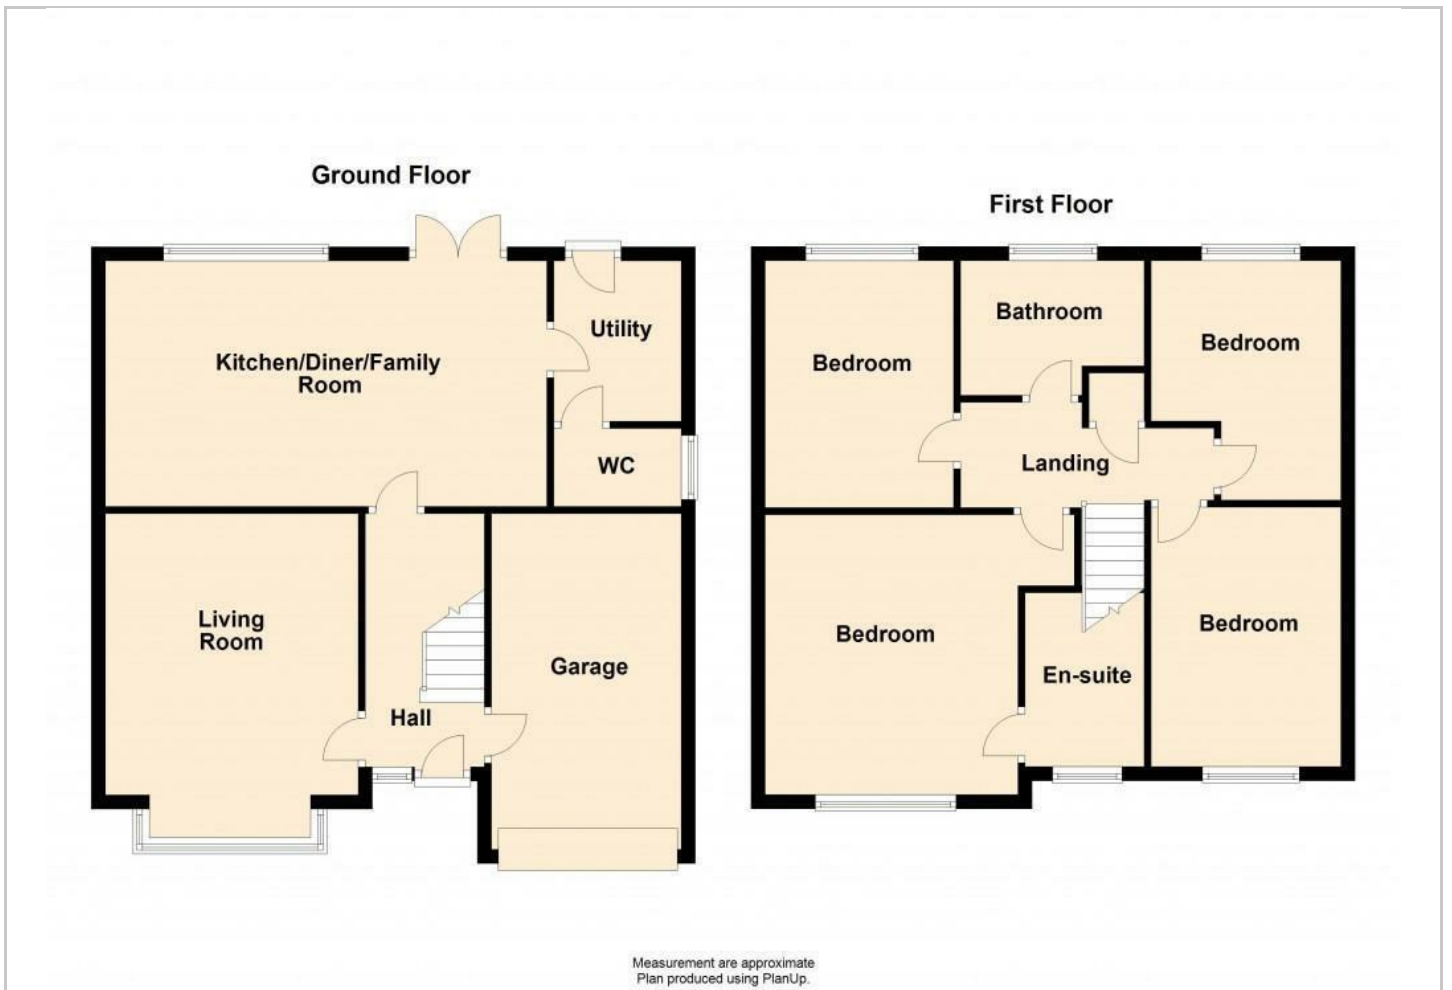 Ground Floor
Kitchen/Diner/Family
Room
Utility
WC
Living
Room
Hall
Garage
First Floor
Bedroom
Bathroom
Bedroom
Landing
Bedroom
En-suite
Bedroom
Measurement are approximate
Plan produced using PlanUp.